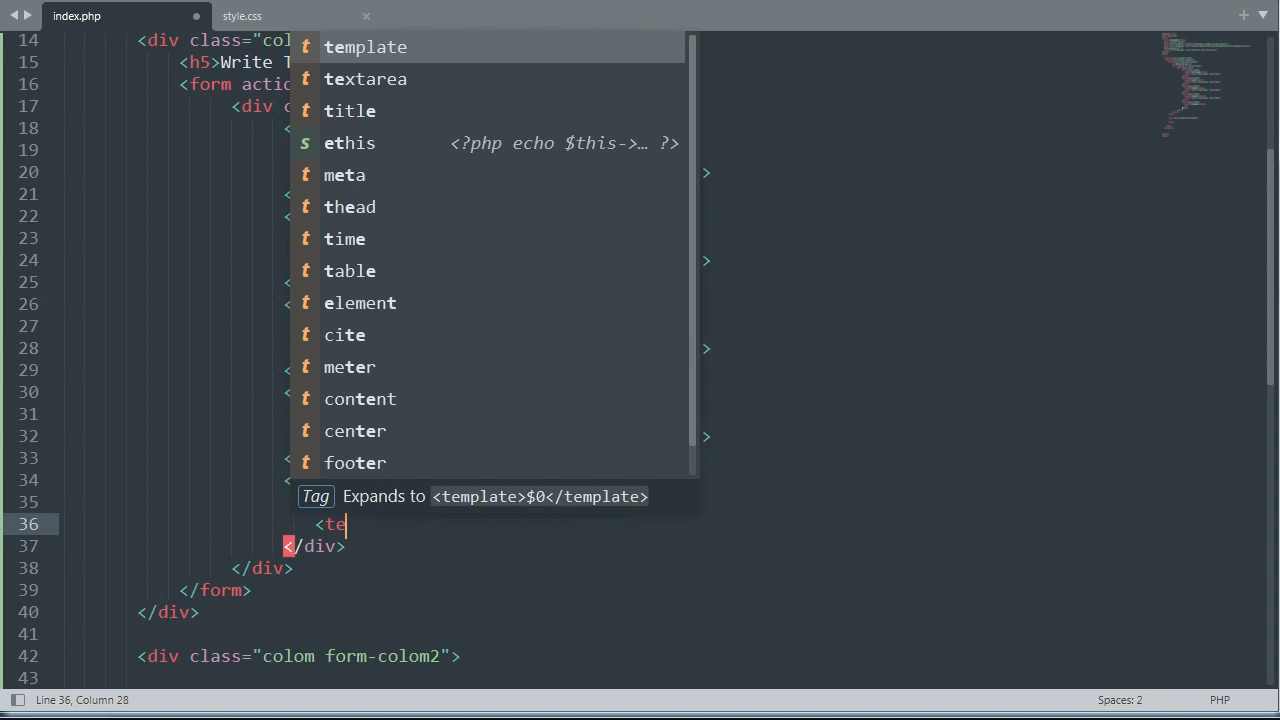 index.php
style.css
14 <div class="col
15 <h5>Write T
16 <form actio
17 <div c
18 <
19
20 >
21 <
22 <
23
24 >
25 <
26 <
27
28 >
29 <
30 <
31
32 >
33 <
34 <
35
36 <te
37 </div>
38 </div>
39 </form>
40 </div>
41
42 <div class="colom form-colom2">
43
t template
t textarea
t title
s ethis <?php echo $this->… ?>
t meta
t thead
t time
t table
t element
t cite
t meter
t content
t center
t footer
Tag Expands to <template>$0</template>
Line 36, Column 28
Spaces: 2
PHP